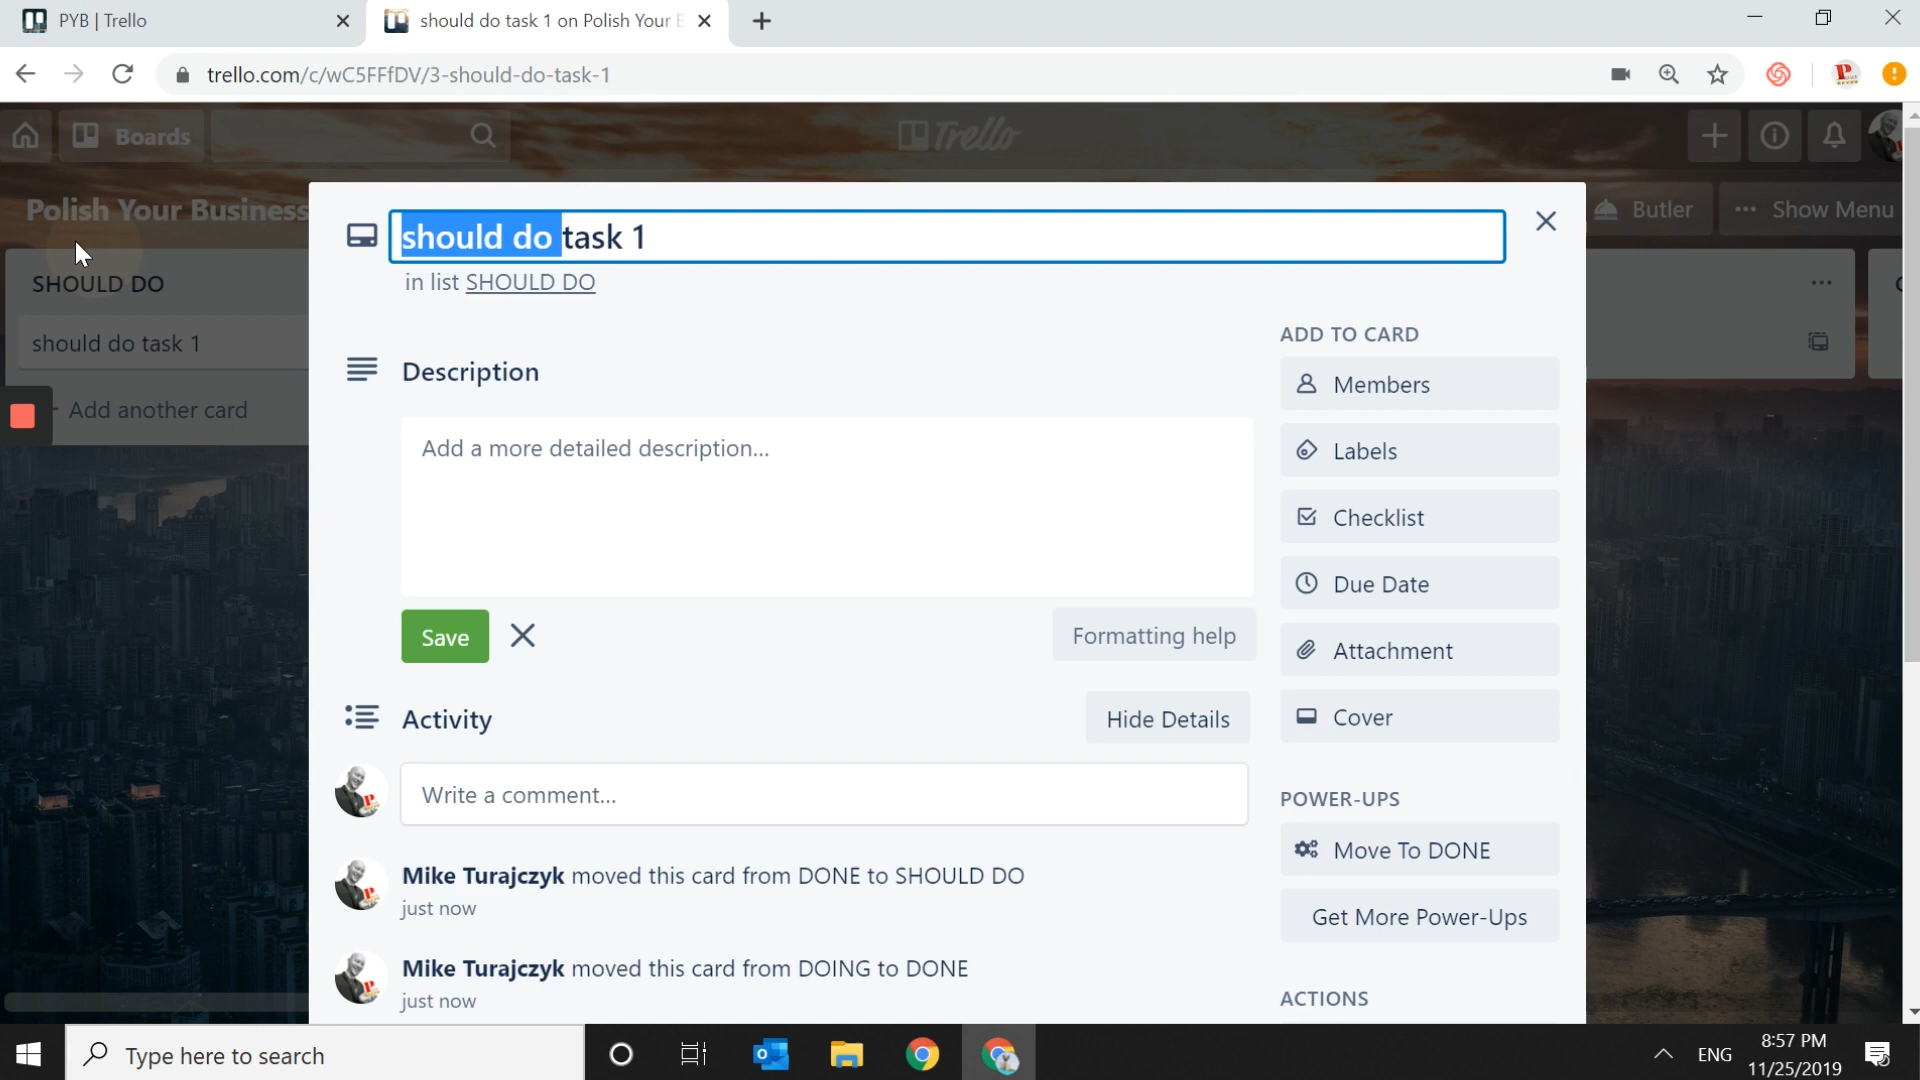 PYB | Trello
should do task 1 on Polish Your B
trello.com/c/wC5FFfDV/3-should-do-task-1
Boards
Trello
Polish Your Business
Butler
Show Menu
should do task 1
in list SHOULD DO
SHOULD DO
should do task 1
Add another card
Description
Add a more detailed description...
Save
Formatting help
Activity
Hide Details
Write a comment...
Mike Turajczyk moved this card from DONE to SHOULD DO
just now
Mike Turajczyk moved this card from DOING to DONE
just now
ADD TO CARD
Members
Labels
Checklist
Due Date
Attachment
Cover
POWER-UPS
Move To DONE
Get More Power-Ups
ACTIONS
Type here to search
ENG
8:57 PM
11/25/2019